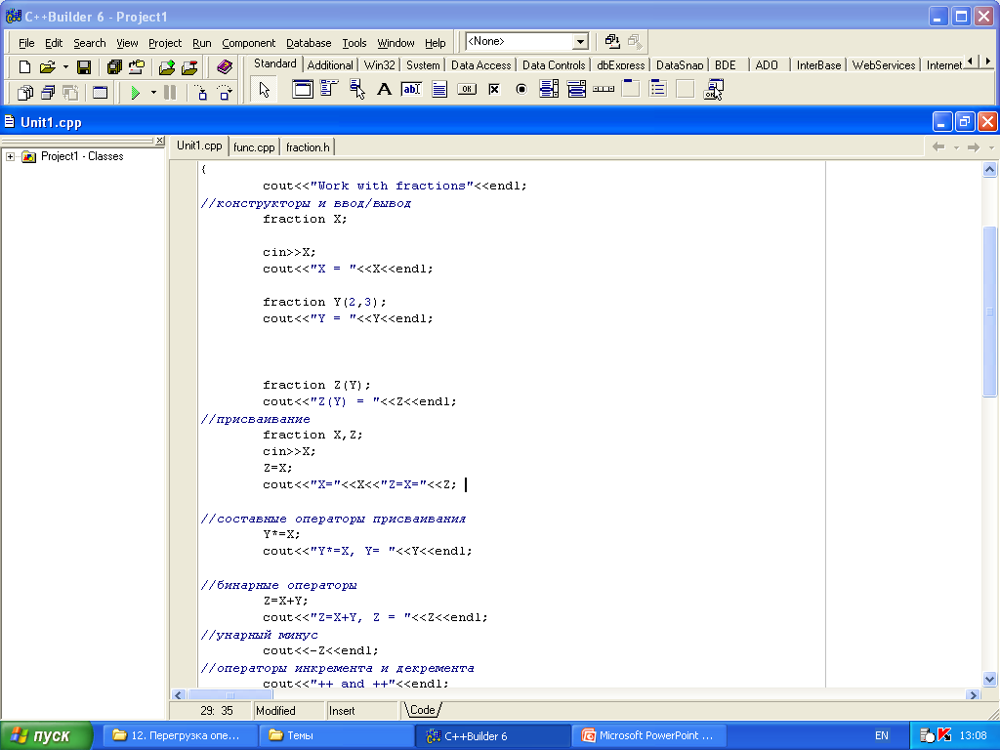 C++Builder 6 - Project1
File Edit Search View Project Run Component Database Tools Window Help <None>
Standard Additional Win32 System Data Access Data Controls dbExpress DataSnap BDE ADO InterBase WebServices Internet
Unit1.cpp
Unit1.cpp func.cpp fraction.h
Project1 - Classes
{
cout<<"Work with fractions"<<endl;
//конструкторы и ввод/вывод
fraction X;
cin>>X;
cout<<"X = "<<X<<endl;
fraction Y(2,3);
cout<<"Y = "<<Y<<endl;
fraction Z(Y);
cout<<"Z(Y) = "<<Z<<endl;
//присваивание
fraction X,Z;
cin>>X;
Z=X;
cout<<"X="<<X<<"Z=X="<<Z;
//составные операторы присваивания
Y*=X;
cout<<"Y*=X, Y= "<<Y<<endl;
//бинарные операторы
Z=X+Y;
cout<<"Z=X+Y, Z = "<<Z<<endl;
//унарный минус
cout<<-Z<<endl;
//операторы инкремента и декремента
cout<<"++ and ++"<<endl;
29: 35 Modified Insert Code
пуск 12. Перегрузка опе... Темы C++Builder 6 Microsoft PowerPoint ... EN 13:08